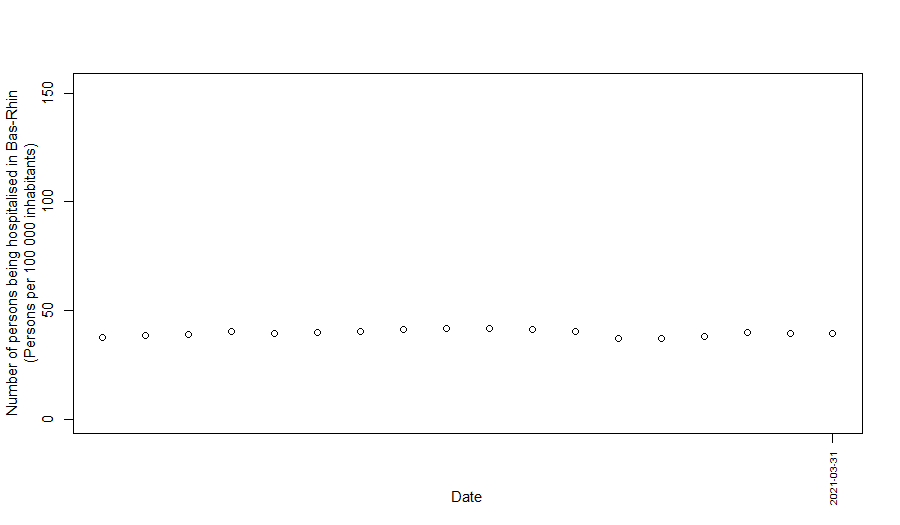 Number of persons being hospitalised in Bas-Rhin
(Persons per 100 000 inhabitants)
150
100
50
0
2021-03-31
Date